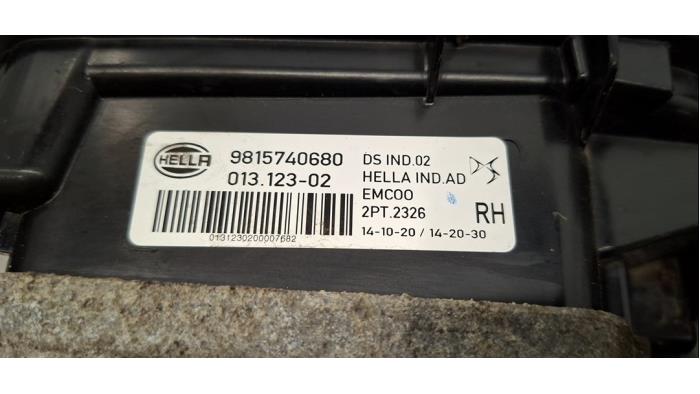 HELLA
9815740680
013.123-02
0131230200007682
DS IND.02
HELLA IND.AD
EMC00
2PT.2326
RH
14-10-20 / 14-20-30